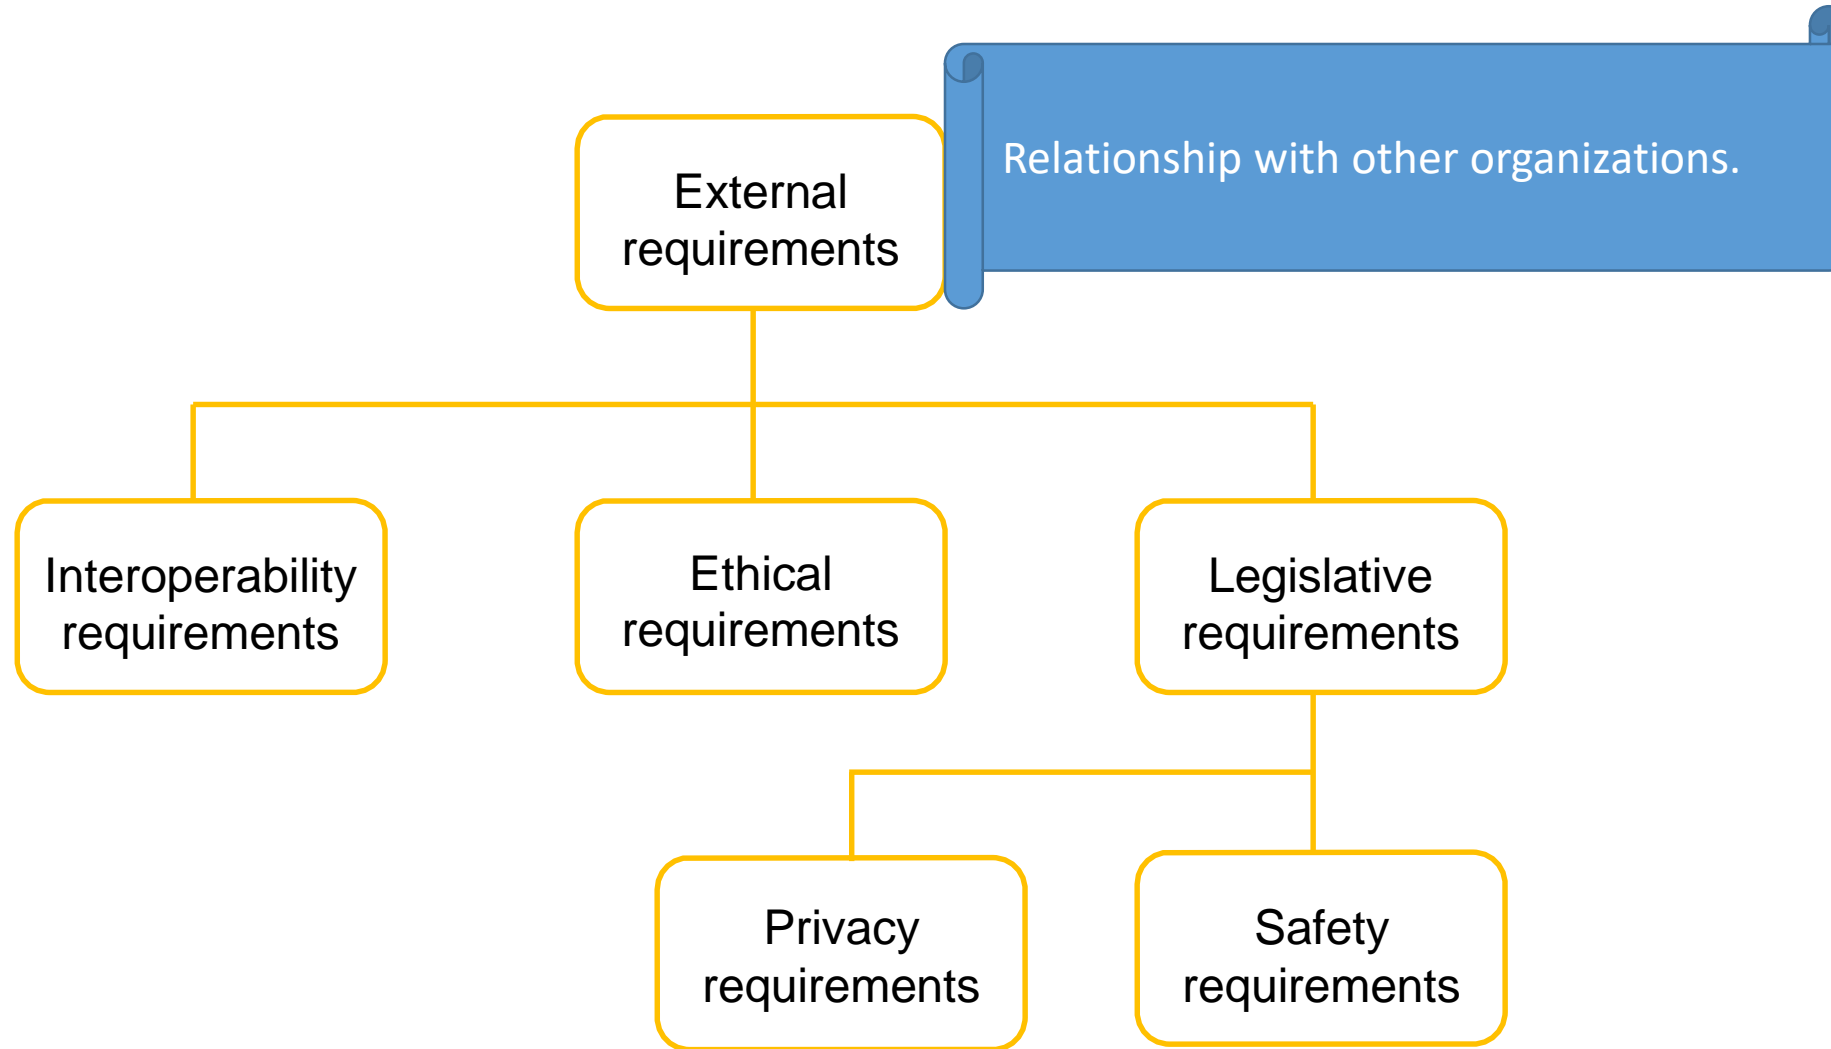 External
requirements
Relationship with other organizations.
Interoperability
requirements
Ethical
requirements
Legislative
requirements
Privacy
requirements
Safety
requirements